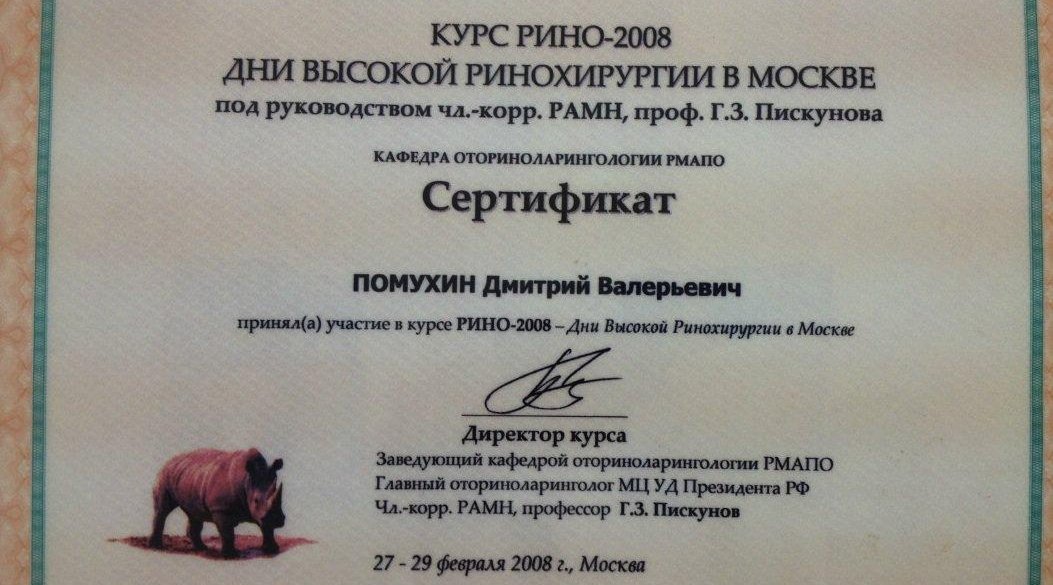 КУРС РИНО-2008
ДНИ ВЫСОКОЙ РИНОХИРУРГИИ В МОСКВЕ
под руководством чл.-корр. РАМН, проф. Г.З. Пискунова
КАФЕДРА ОТОРИНОЛАРИНГОЛОГИИ РМАПО
Сертификат
ПОМУХИН Дмитрий Валерьевич
принял(а) участие в курсе РИНО-2008 – Дни Высокой Ринохирургии в Москве
Директор курса
Заведующий кафедрой оториноларингологии РМАПО
Главный оториноларинголог МЦ УД Президента РФ
Чл.-корр. РАМН, профессор Г.З. Пискунов
27 - 29 февраля 2008 г., Москва